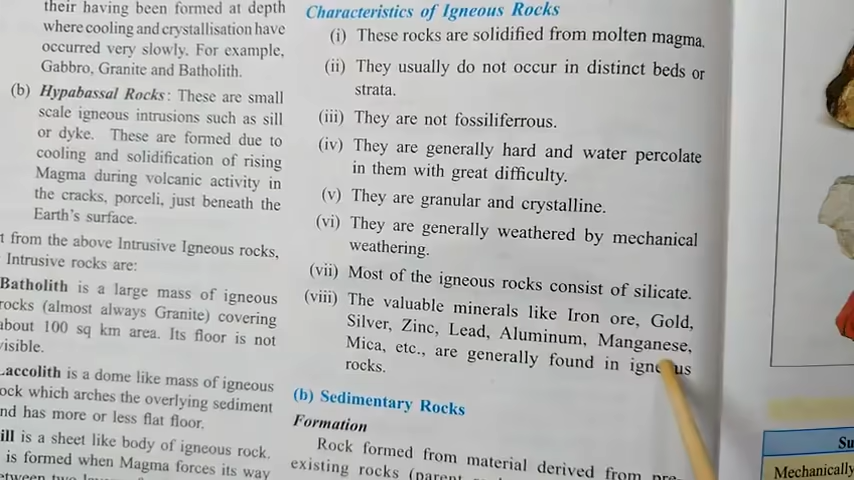 their having been formed at depth
where cooling and crystallisation have
occurred very slowly. For example,
Gabbro, Granite and Batholith.
(b) Hypabassal Rocks: These are small
scale igneous intrusions such as sill
or dyke. These are formed due to
cooling and solidification of rising
Magma during volcanic activity in
the cracks, porceli, just beneath the
Earth's surface.
t from the above Intrusive Igneous rocks,
Intrusive rocks are:
Batholith is a large mass of igneous
rocks (almost always Granite) covering
about 100 sq km area. Its floor is not
visible.
Laccolith is a dome like mass of igneous
ock which arches the overlying sediment
nd has more or less flat floor.
ill is a sheet like body of igneous rock.
is formed when Magma forces its way
Characteristics of Igneous Rocks
(i) These rocks are solidified from molten magma.
(ii) They usually do not occur in distinct beds or
strata.
(iii) They are not fossiliferrous.
(iv) They are generally hard and water percolate
in them with great difficulty.
(v) They are granular and crystalline.
(vi) They are generally weathered by mechanical
weathering.
(vii) Most of the igneous rocks consist of silicate.
(viii) The valuable minerals like Iron ore, Gold,
Silver, Zinc, Lead, Aluminum, Manganese,
Mica, etc., are generally found in igneous
rocks.
(b) Sedimentary Rocks
Formation
Rock formed from material derived from pre-
existing rocks (parent
Su
Mechanically